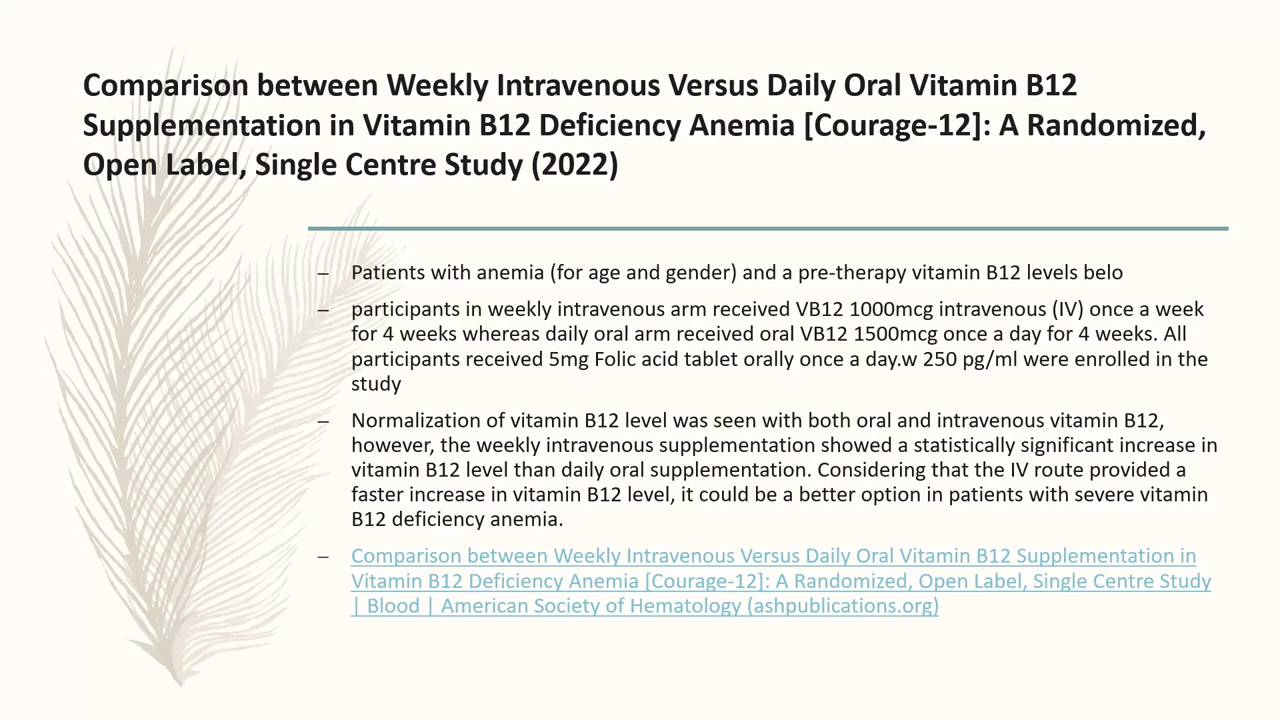 Comparison between Weekly Intravenous Versus Daily Oral Vitamin B12
Supplementation in Vitamin B12 Deficiency Anemia [Courage-12]: A Randomized,
Open Label, Single Centre Study (2022)
– Patients with anemia (for age and gender) and a pre-therapy vitamin B12 levels belo
– participants in weekly intravenous arm received VB12 1000mcg intravenous (IV) once a week
for 4 weeks whereas daily oral arm received oral VB12 1500mcg once a day for 4 weeks. All
participants received 5mg Folic acid tablet orally once a day.w 250 pg/ml were enrolled in the
study
– Normalization of vitamin B12 level was seen with both oral and intravenous vitamin B12,
however, the weekly intravenous supplementation showed a statistically significant increase in
vitamin B12 level than daily oral supplementation. Considering that the IV route provided a
faster increase in vitamin B12 level, it could be a better option in patients with severe vitamin
B12 deficiency anemia.
– Comparison between Weekly Intravenous Versus Daily Oral Vitamin B12 Supplementation in
Vitamin B12 Deficiency Anemia [Courage-12]: A Randomized, Open Label, Single Centre Study
| Blood | American Society of Hematology (ashpublications.org)